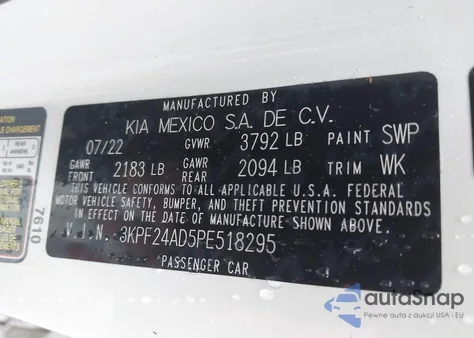 MANUFACTURED BY
KIA MEXICO S.A. DE C.V.
07/22 GVWR 3792 LB PAINT SWP
GAWR FRONT 2183 LB GAWR REAR 2094 LB TRIM WK
THIS VEHICLE CONFORMS TO ALL APPLICABLE U.S.A. FEDERAL
MOTOR VEHICLE SAFETY, BUMPER, AND THEFT PREVENTION STANDARDS
IN EFFECT ON THE DATE OF MANUFACTURE SHOWN ABOVE.
V.I.N. 3KPF24AD5PE518295
PASSENGER CAR
7610
autoSnap
Pewne auta z aukcji USA i EU